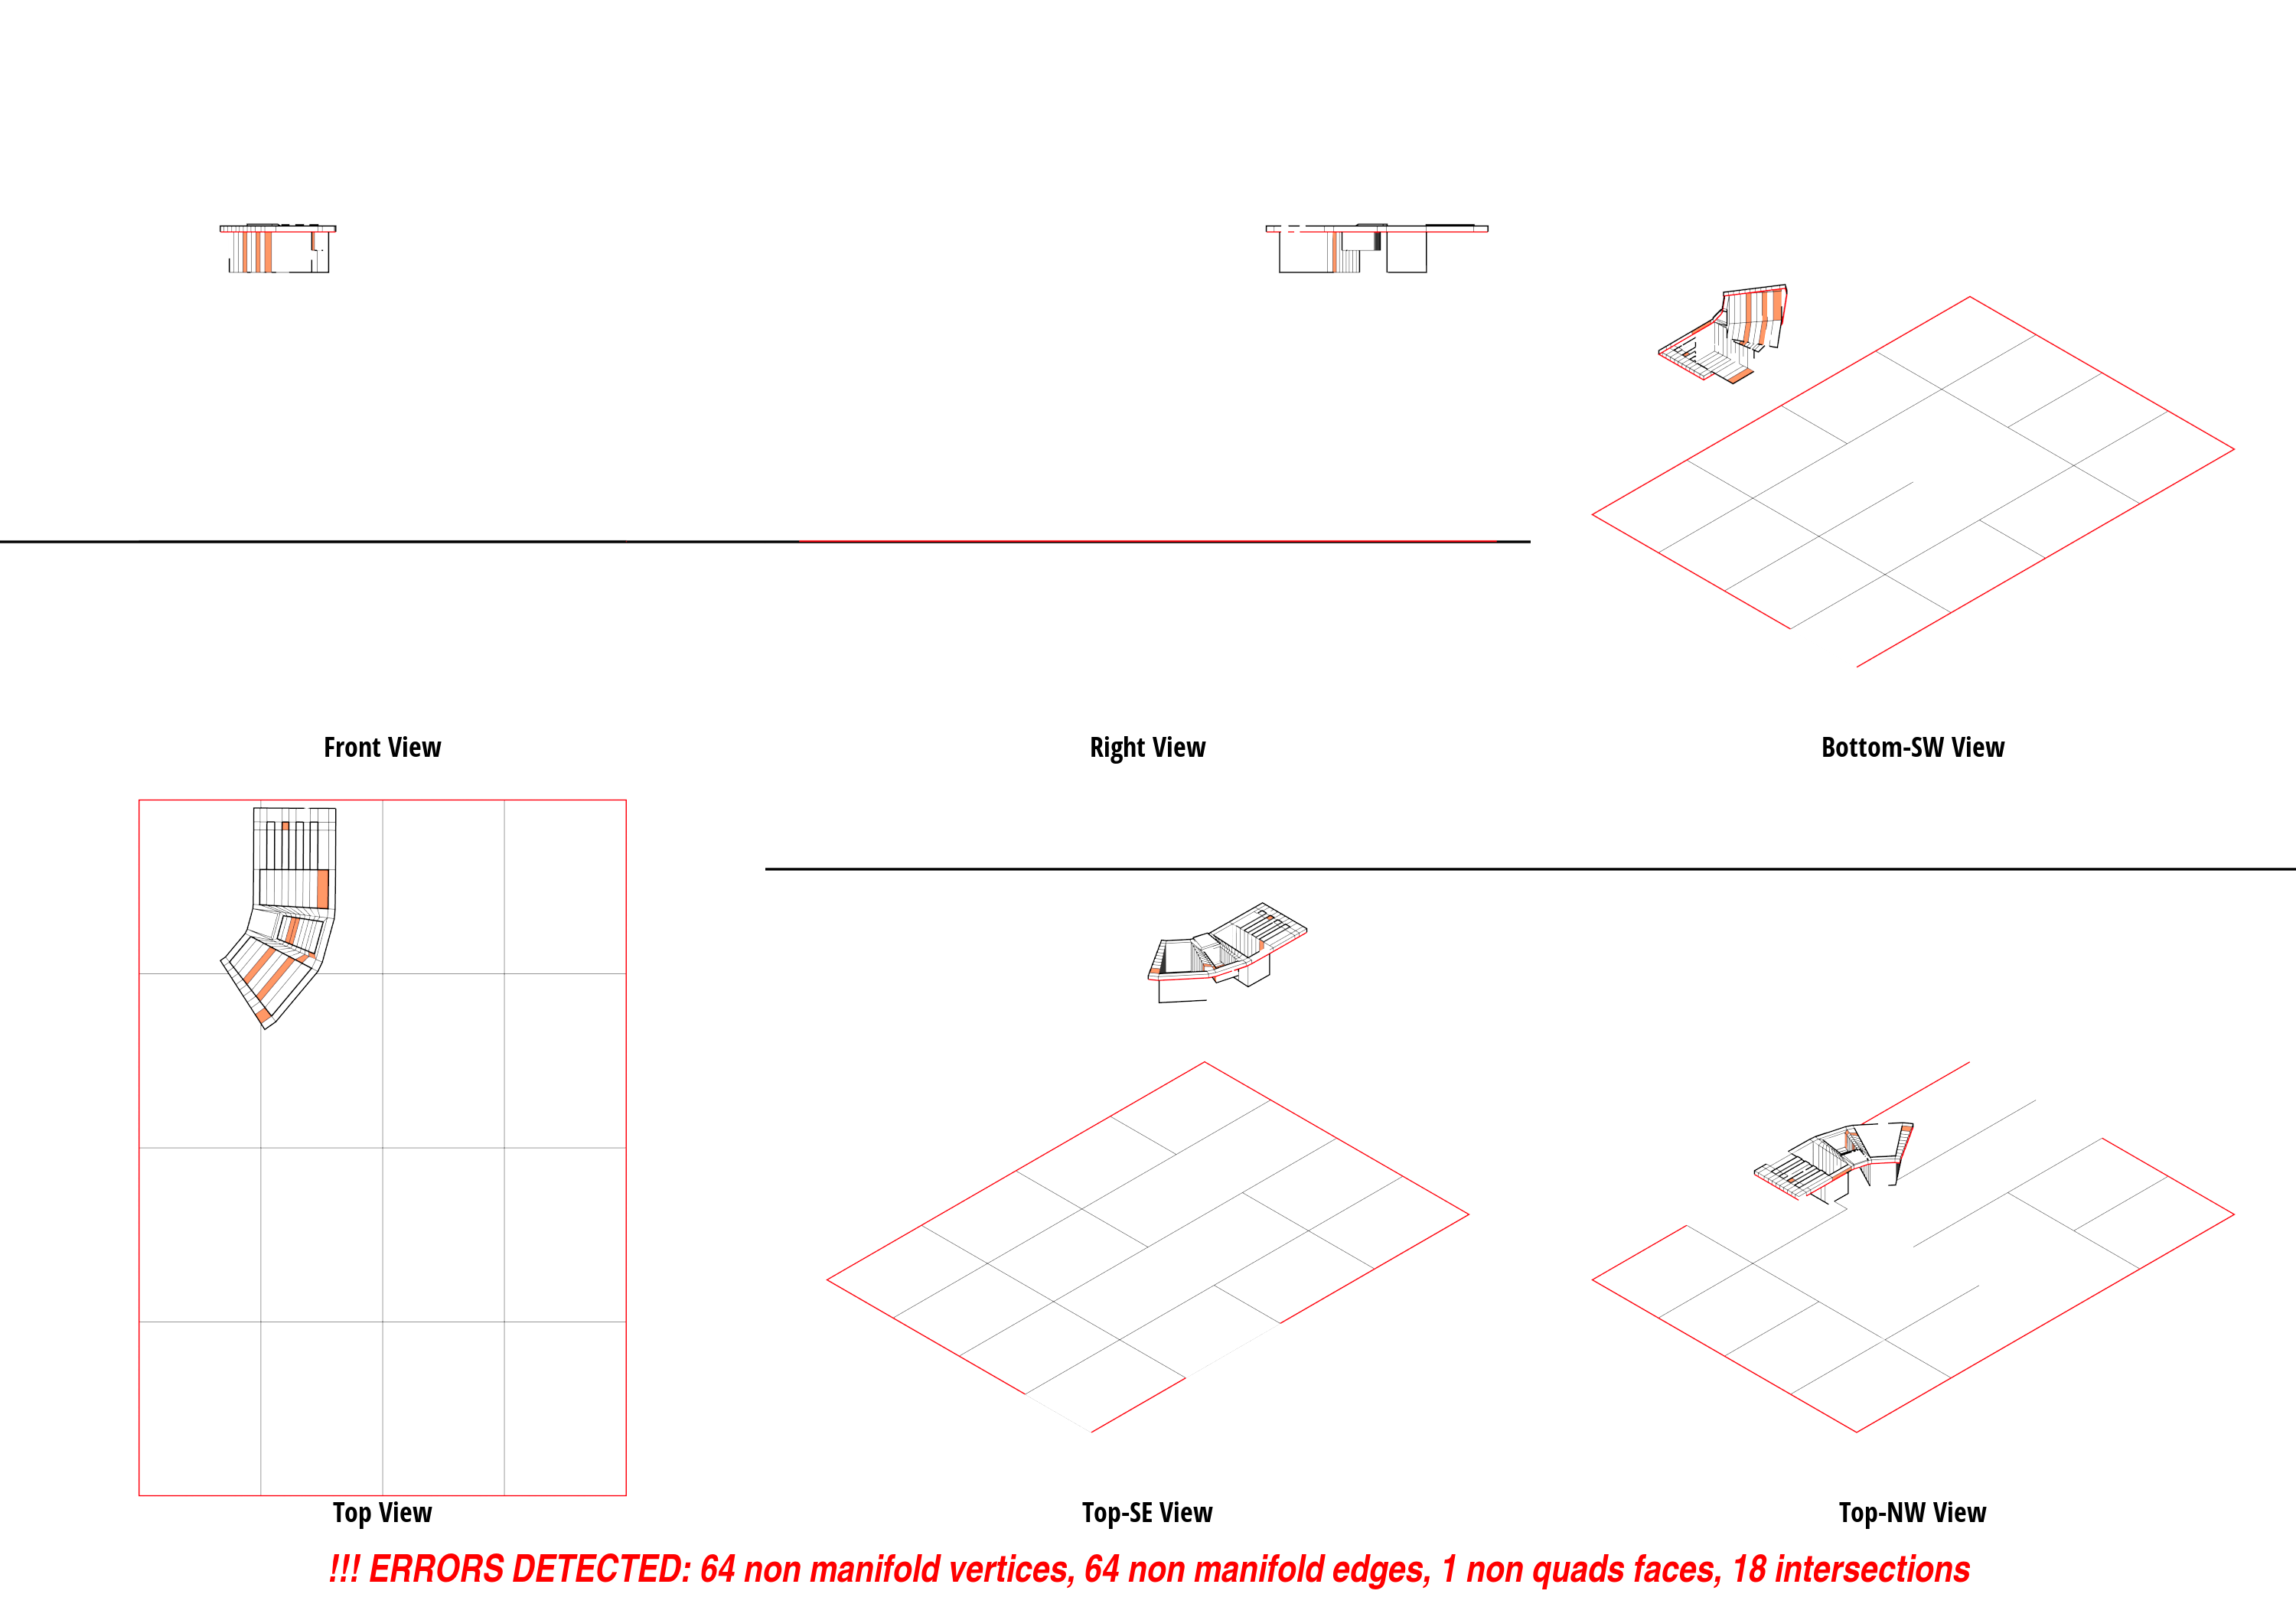 Front View
Right View
Bottom-SW View
Top View
Top-SE View
Top-NW View
!!! ERRORS DETECTED: 64 non manifold vertices, 64 non manifold edges, 1 non quads faces, 18 intersections